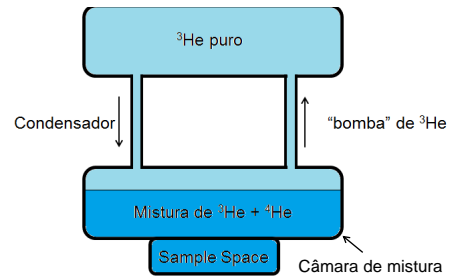 ³He puro
Condensador
"bomba" de ³He
Mistura de ³He + ⁴He
Sample Space
Câmara de mistura